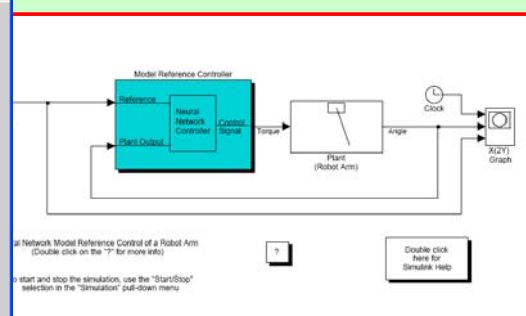 Model Reference Controller
Reference
Neural
Network
Controller
Control
Signal
Plant Output
Torque
Plant
(Robot Arm)
Angle
Clock
X(2Y)
Graph
al Network Model Reference Control of a Robot Arm
(Double click on the "?" for more info)
?
Double click
here for
Simulink Help
o start and stop the simulation, use the "Start/Stop"
selection in the "Simulation" pull-down menu